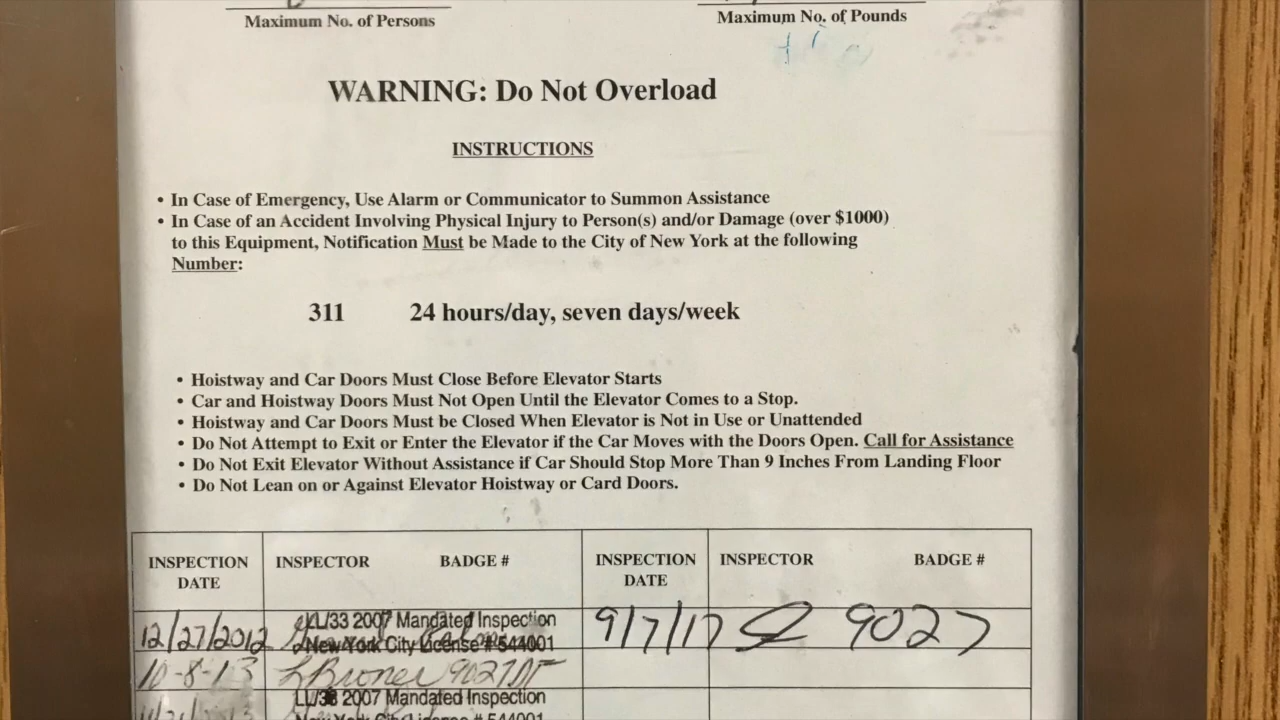 Maximum No. of Persons
Maximum No. of Pounds
WARNING: Do Not Overload
INSTRUCTIONS
• In Case of Emergency, Use Alarm or Communicator to Summon Assistance
• In Case of an Accident Involving Physical Injury to Person(s) and/or Damage (over $1000)
to this Equipment, Notification Must be Made to the City of New York at the following
Number:
311 24 hours/day, seven days/week
• Hoistway and Car Doors Must Close Before Elevator Starts
• Car and Hoistway Doors Must Not Open Until the Elevator Comes to a Stop.
• Hoistway and Car Doors Must be Closed When Elevator is Not in Use or Unattended
• Do Not Attempt to Exit or Enter the Elevator if the Car Moves with the Doors Open. Call for Assistance
• Do Not Exit Elevator Without Assistance if Car Should Stop More Than 9 Inches From Landing Floor
• Do Not Lean on or Against Elevator Hoistway or Card Doors.
INSPECTION DATE
INSPECTOR BADGE #
INSPECTION DATE
INSPECTOR BADGE #
12/27/2012
LL/33 2007 Mandated Inspection
New York City License # 544001
9/7/17 9027
10-8-13 9027
LL/33 2007 Mandated Inspection
New York City License # 544001